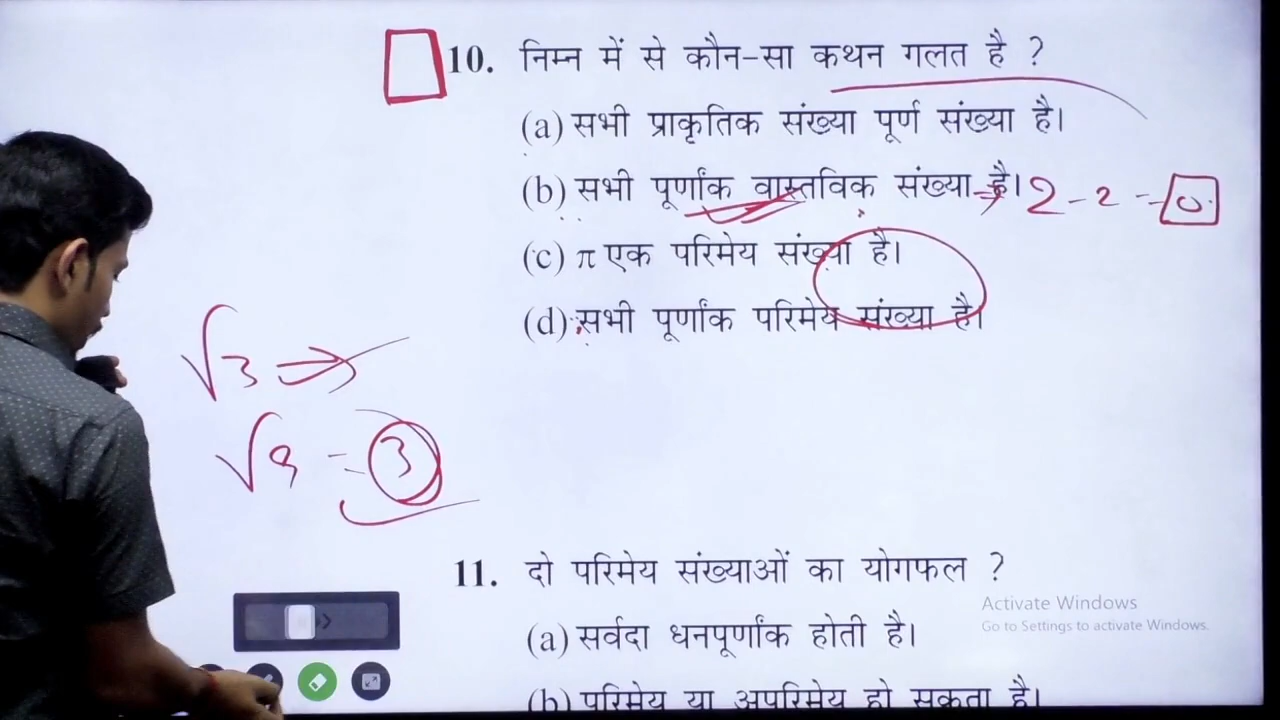 10. निम्न में से कौन-सा कथन गलत है ?
(a) सभी प्राकृतिक संख्या पूर्ण संख्या है।
(b) सभी पूर्णांक वास्तविक संख्या है। 2 - 2 = 0
(c) π एक परिमेय संख्या है।
(d) सभी पूर्णांक परिमेय संख्या है।
√3
√9 = 3
11. दो परिमेय संख्याओं का योगफल ?
(a) सर्वदा धनपूर्णांक होती है।
(b) परिमेय या अपरिमेय हो सकता है।
Activate Windows
Go to Settings to activate Windows.